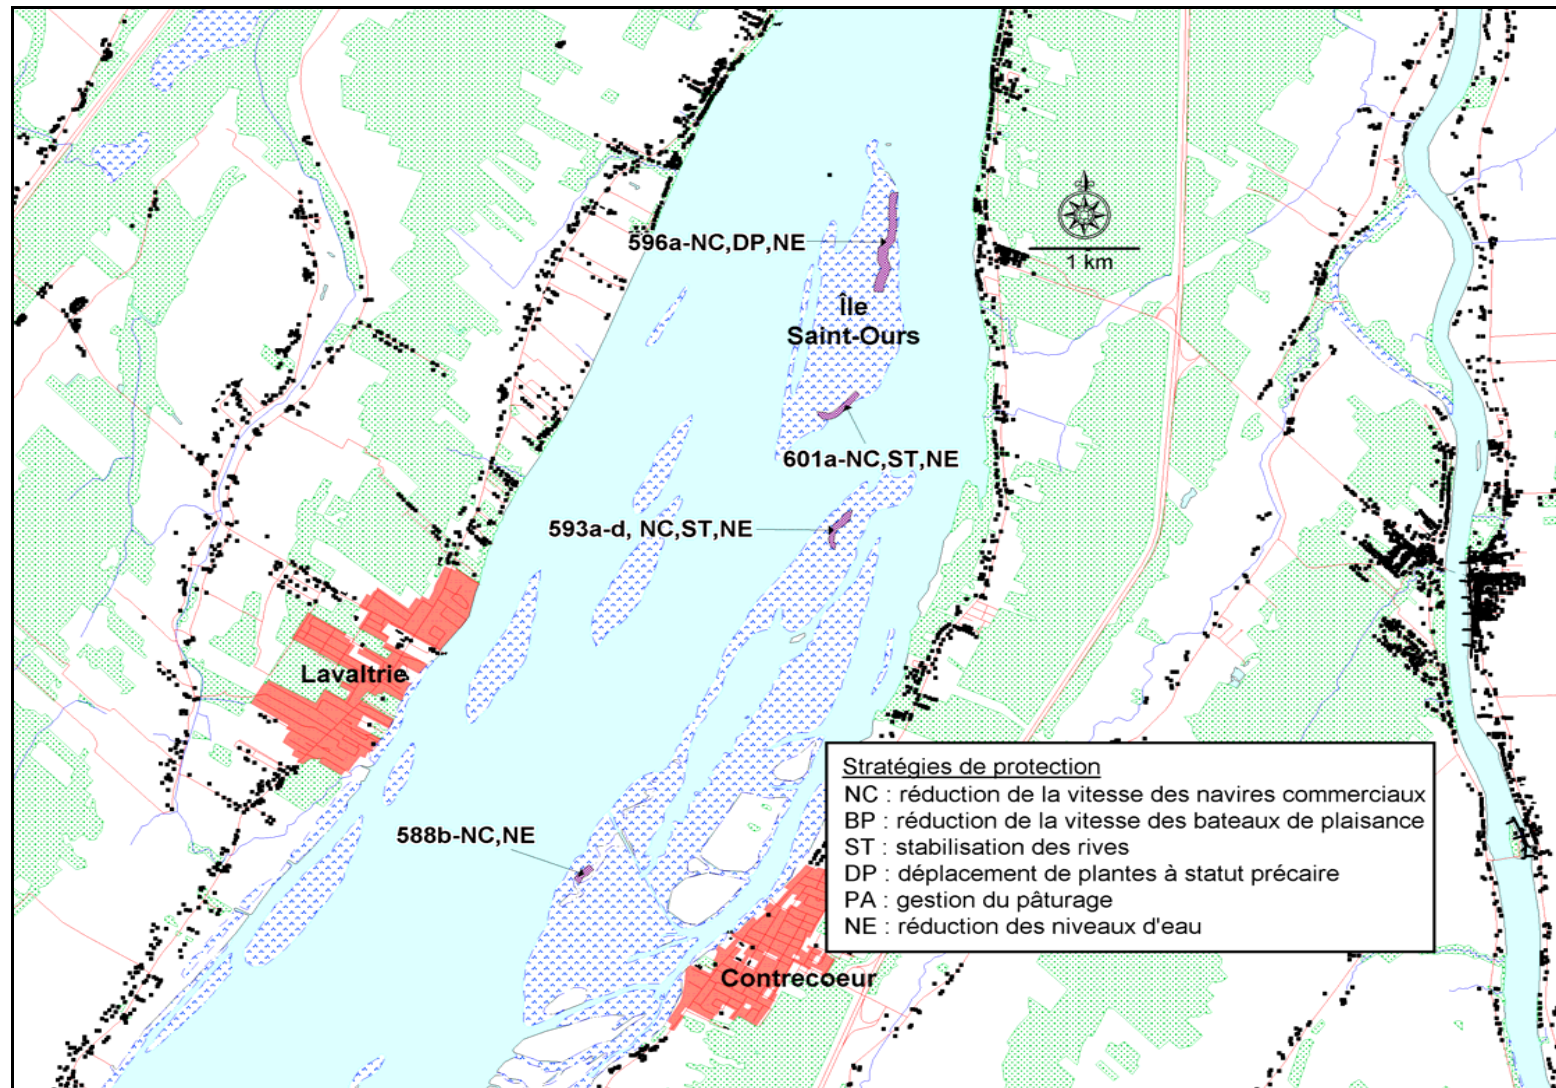 596a-NC,DP,NE
1 km
Île
Saint-Ours
601a-NC,ST,NE
593a-d, NC,ST,NE
Lavaltrie
588b-NC,NE
Contrecoeur
Stratégies de protection
NC : réduction de la vitesse des navires commerciaux
BP : réduction de la vitesse des bateaux de plaisance
ST : stabilisation des rives
DP : déplacement de plantes à statut précaire
PA : gestion du pâturage
NE : réduction des niveaux d'eau